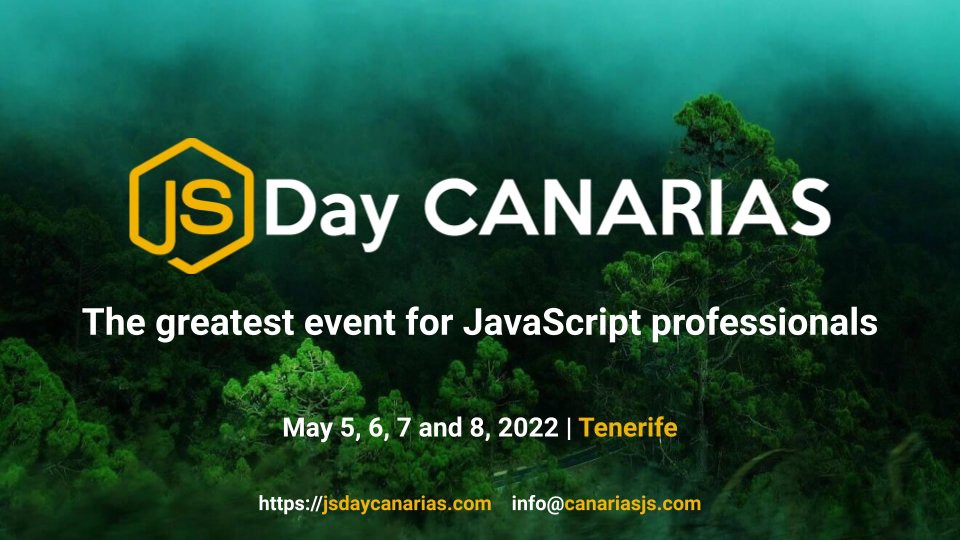 JS Day CANARIAS
The greatest event for JavaScript professionals
May 5, 6, 7 and 8, 2022 | Tenerife
https://jsdaycanarias.com info@canariasjs.com